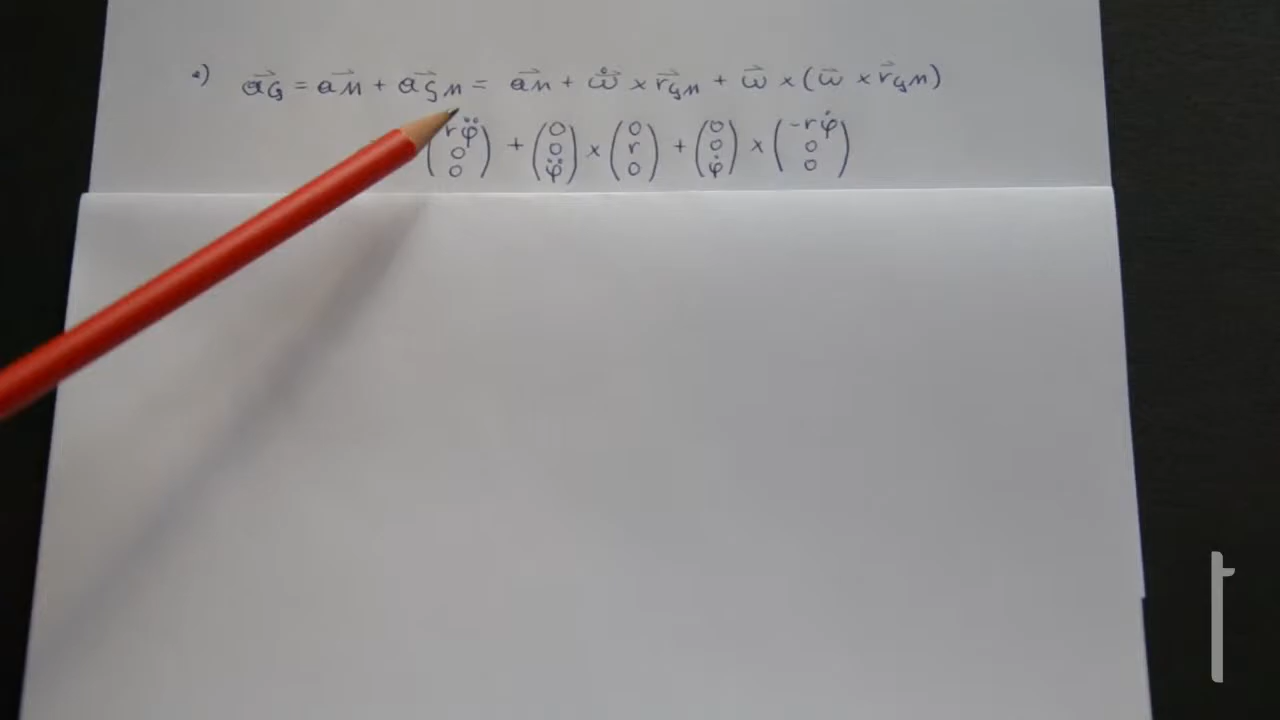 a) a⃗G = a⃗M + a⃗GM = a⃗M + ω⃗̇ × r⃗GM + ω⃗ × (ω⃗ × r⃗GM)
(rφ̈ 0 0) + (0 0 φ̈) × (0 r 0) + (0 0 φ̇) × (-rφ̇ 0 0)